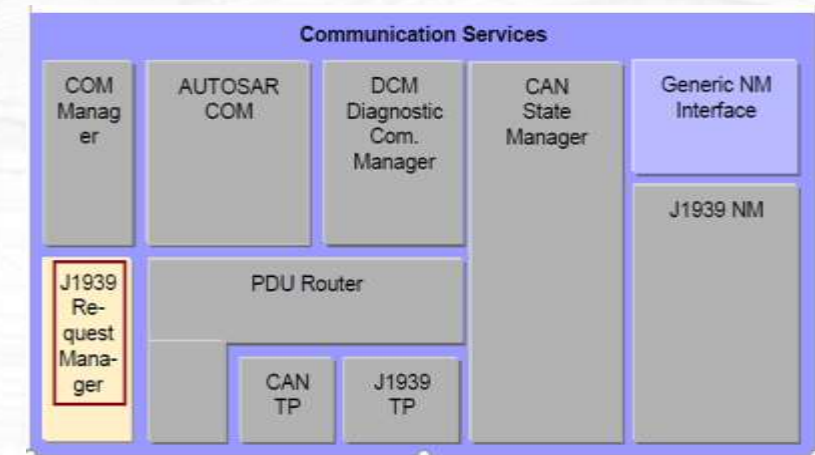 Communication Services
COM
Manag
er
AUTOSAR
COM
DCM
Diagnostic
Com.
Manager
CAN
State
Manager
Generic NM
Interface
J1939 NM
J1939
Re-
quest
Mana-
ger
PDU Router
CAN
TP
J1939
TP